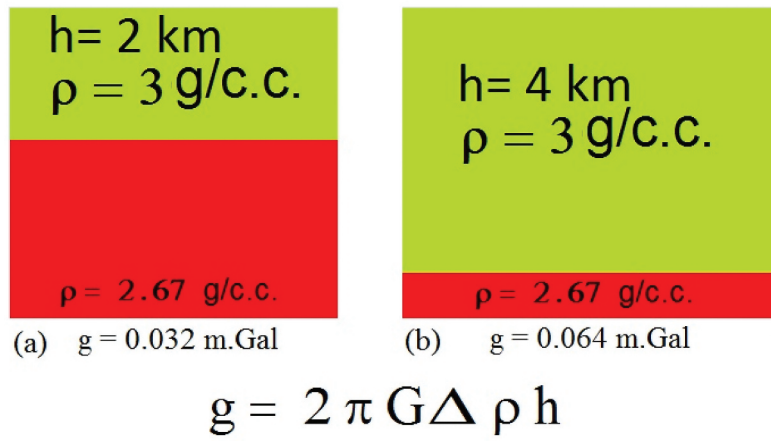 h= 2 km
ρ = 3 g/c.c.
ρ = 2.67 g/c.c.
(a) g = 0.032 m.Gal
h= 4 km
ρ = 3 g/c.c.
ρ = 2.67 g/c.c.
(b) g = 0.064 m.Gal
g = 2 π G Δ ρ h